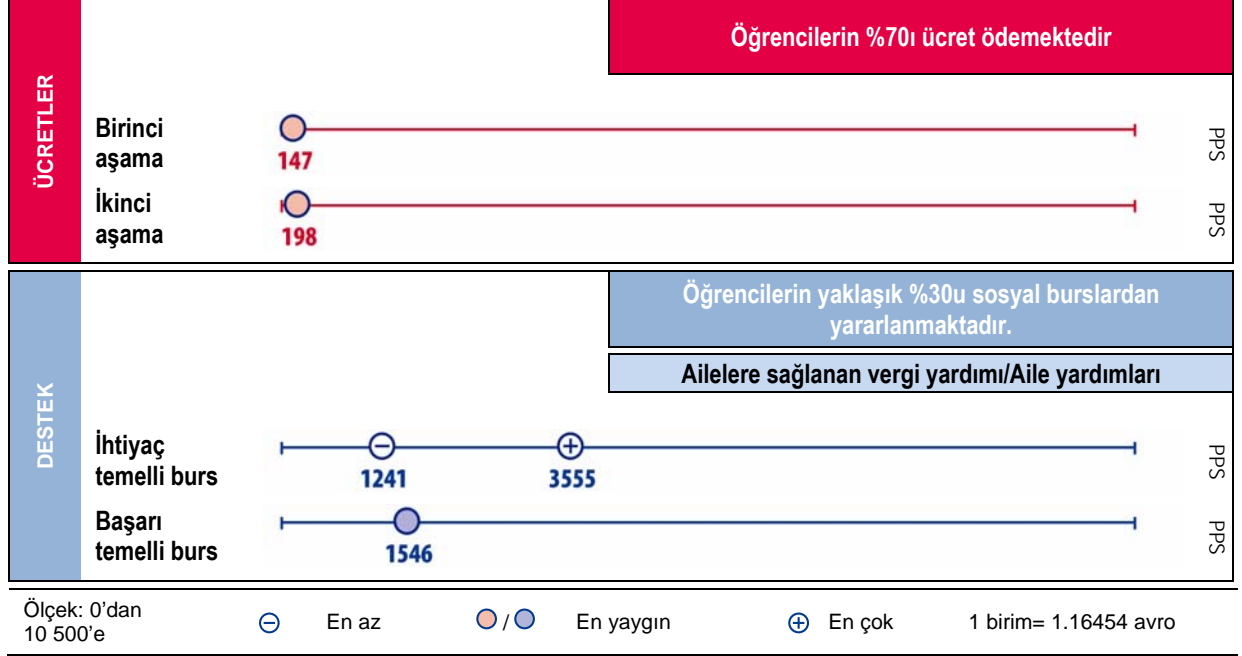 Öğrencilerin %70ı ücret ödemektedir
ÜCRETLER
Birinci
aşama
147
PPS
İkinci
aşama
198
PPS
Öğrencilerin yaklaşık %30u sosyal burslardan
yararlanmaktadır.
Ailelere sağlanan vergi yardımı/Aile yardımları
DESTEK
İhtiyaç
temelli burs
1241
3555
PPS
Başarı
temelli burs
1546
PPS
Ölçek: 0’dan
10 500’e
En az
/
En yaygın
En çok
1 birim= 1.16454 avro